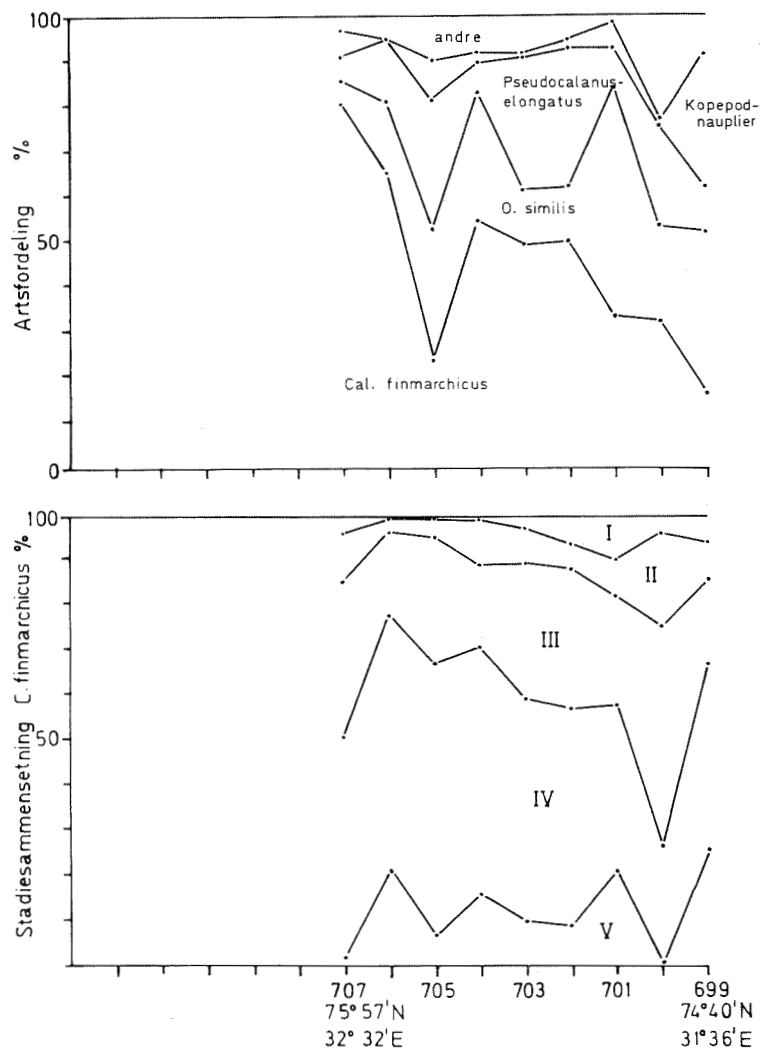 100
andre
Pseudocalanus-
elongatus
Kopepod-
nauplier
O. similis
50
Cal. finmarchicus
0
Artsfordeling %
100
I
II
III
50
IV
V
Stadiesammensetning C.finmarchicus %
707 705 703 701 699
75° 57'N 74° 40'N
32° 32'E 31° 36'E